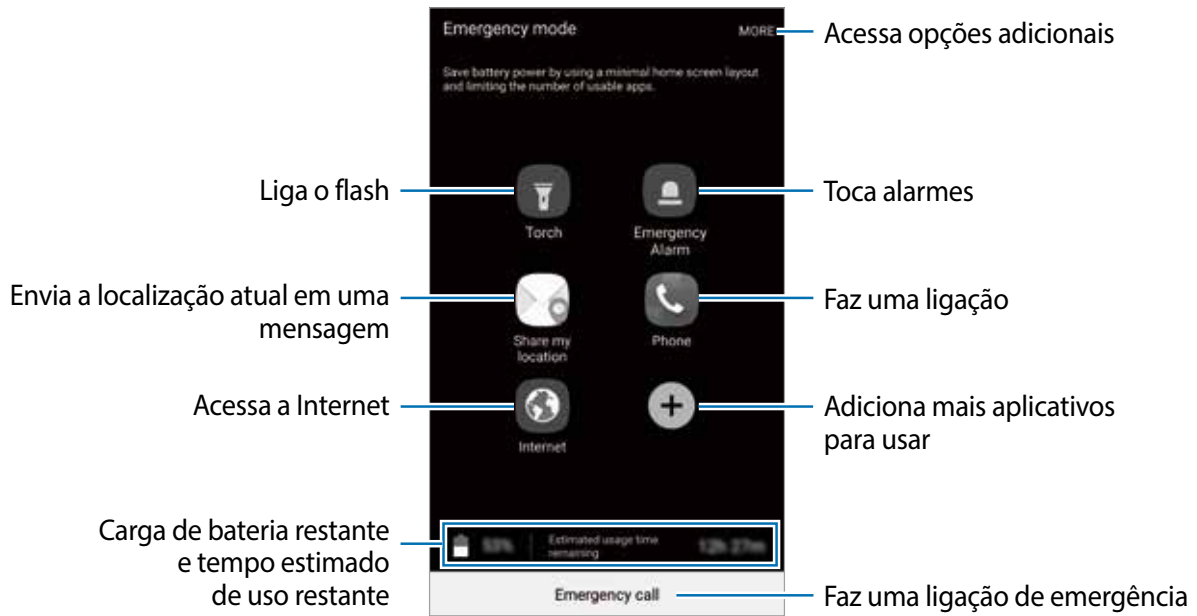 Emergency mode
MORE
Acessa opções adicionais
Save battery power by using a minimal home screen layout
and limiting the number of usable apps.
Liga o flash
Torch
Emergency
Alarm
Toca alarmes
Envia a localização atual em uma
mensagem
Share my
location
Phone
Faz uma ligação
Acessa a Internet
Internet
Adiciona mais aplicativos
para usar
Carga de bateria restante
e tempo estimado
de uso restante
53%
Estimated usage time
remaining
12h 27m
Emergency call
Faz uma ligação de emergência